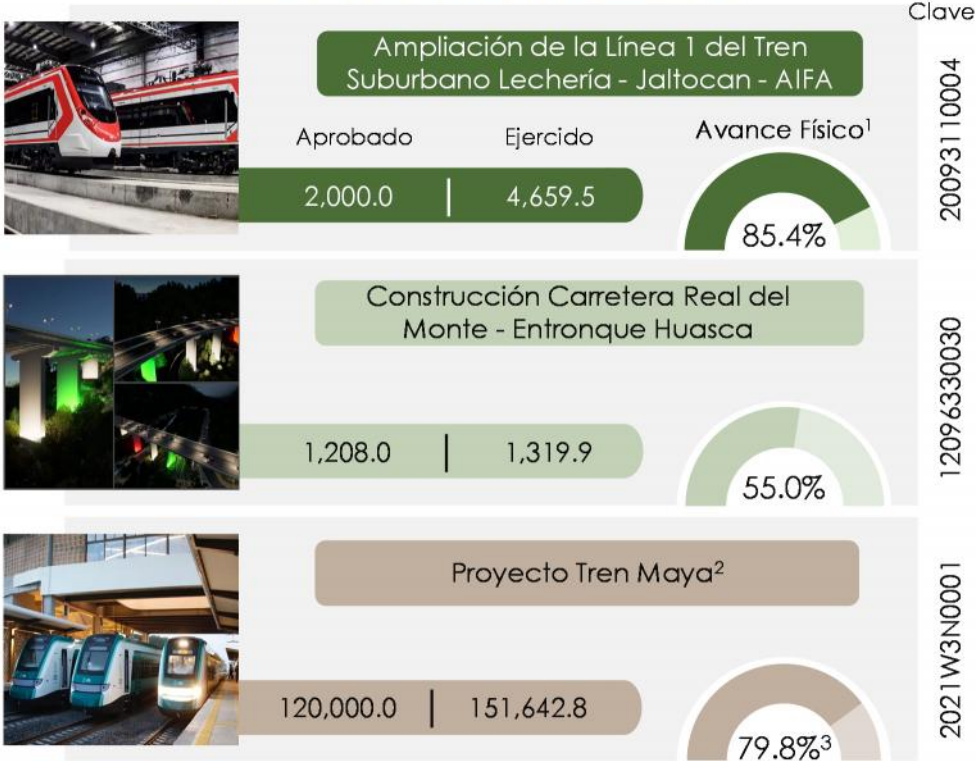 Clave
Ampliación de la Línea 1 del Tren
Suburbano Lechería - Jaltocan - AIFA
Aprobado
Ejercido
Avance Físico¹
2,000.0 | 4,659.5
85.4%
20093110004
Construcción Carretera Real del
Monte - Entronque Huasca
1,208.0 | 1,319.9
55.0%
12096330030
Proyecto Tren Maya²
120,000.0 | 151,642.8
79.8%³
2021W3N0001